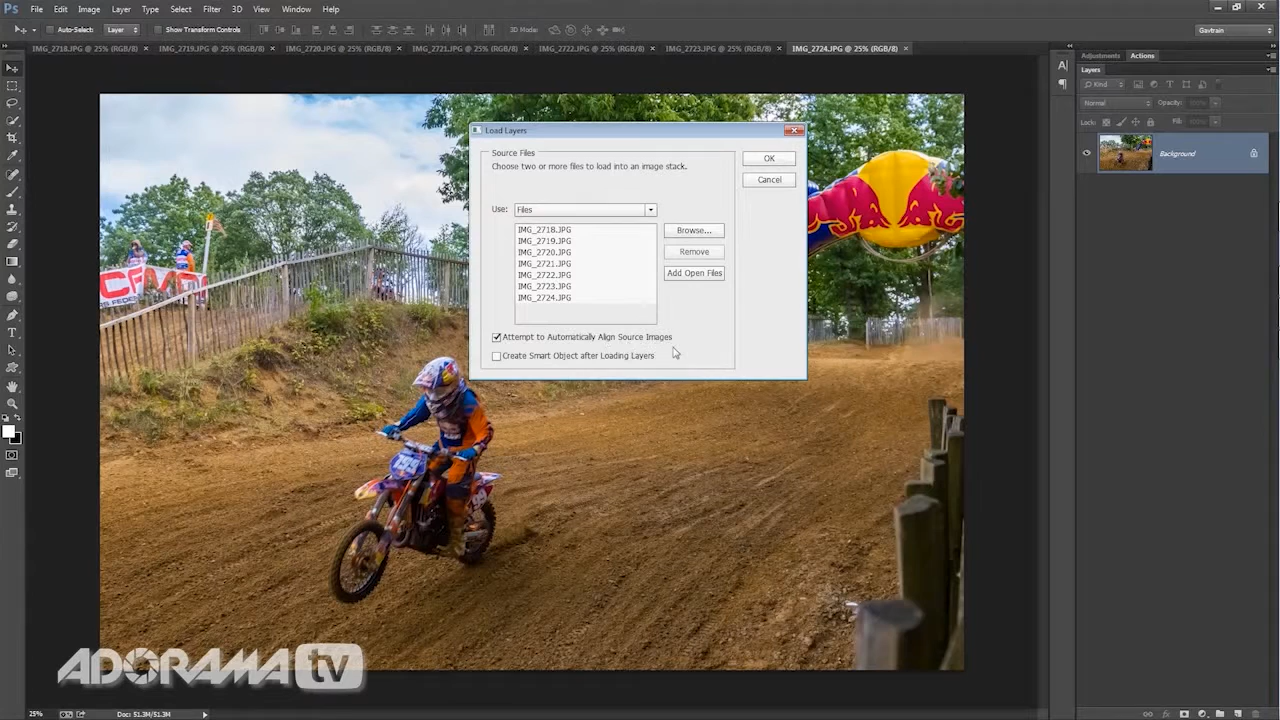 Ps File Edit Image Layer Type Select Filter 3D View Window Help
Auto-Select: Layer Show Transform Controls 3D Mode: Gavtrain
IMG_2718.JPG @ 25% (RGB/8) × IMG_2719.JPG @ 25% (RGB/8) × IMG_2720.JPG @ 25% (RGB/8) × IMG_2721.JPG @ 25% (RGB/8) × IMG_2722.JPG @ 25% (RGB/8) × IMG_2723.JPG @ 25% (RGB/8) × IMG_2724.JPG @ 25% (RGB/8) ×
Adjustments Actions
Layers
Kind
Normal Opacity: 100%
Lock: Fill: 100%
Background
Load Layers
Source Files
Choose two or more files to load into an image stack.
OK
Cancel
Use: Files
IMG_2718.JPG
IMG_2719.JPG
IMG_2720.JPG
IMG_2721.JPG
IMG_2722.JPG
IMG_2723.JPG
IMG_2724.JPG
Browse...
Remove
Add Open Files
Attempt to Automatically Align Source Images
Create Smart Object after Loading Layers
199
ADORAMA tv
25% Doc: 51.3M/51.3M